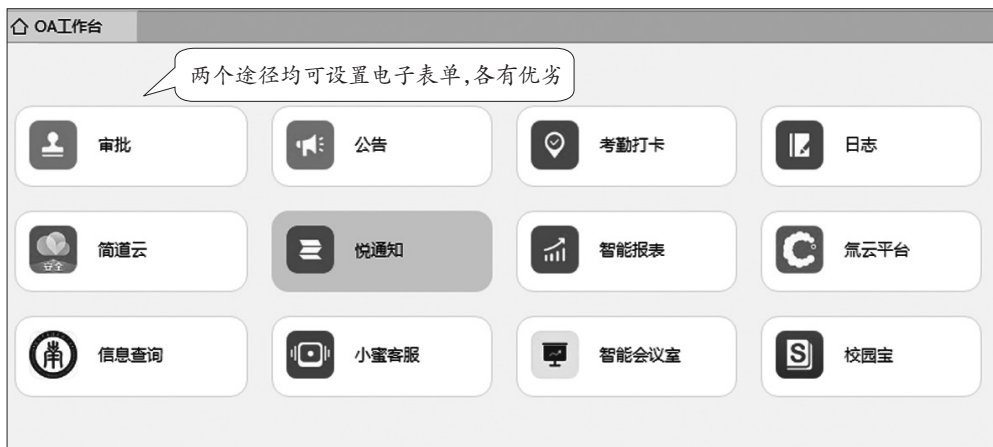 OA工作台
两个途径均可设置电子表单,各有优劣
审批
公告
考勤打卡
日志
简道云
悦通知
智能报表
氚云平台
安全
信息查询
小蜜客服
智能会议室
校园宝
S